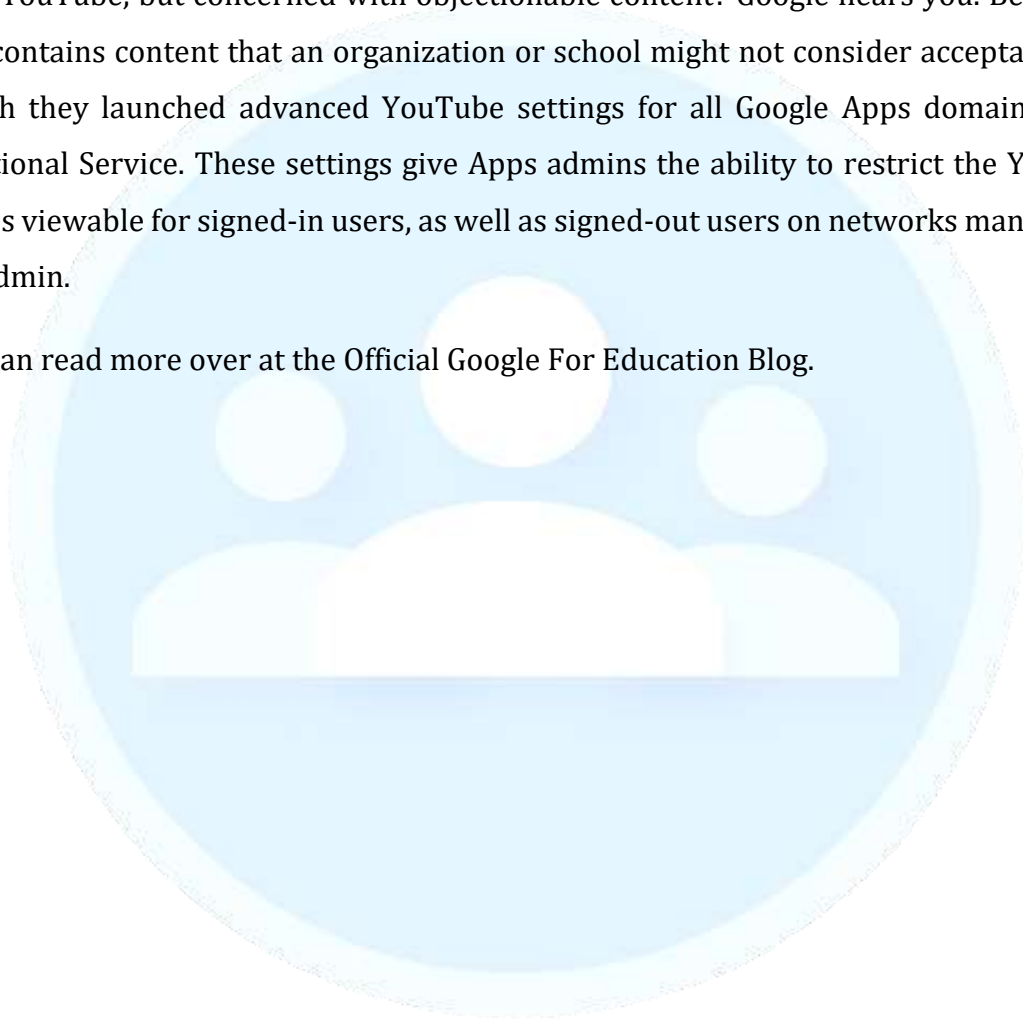 YouTube, but concerned with objectionable content? Google hears you. Be
contains content that an organization or school might not consider accepta
h they launched advanced YouTube settings for all Google Apps domain
tional Service. These settings give Apps admins the ability to restrict the Y
s viewable for signed-in users, as well as signed-out users on networks man
dmin.
an read more over at the Official Google For Education Blog.